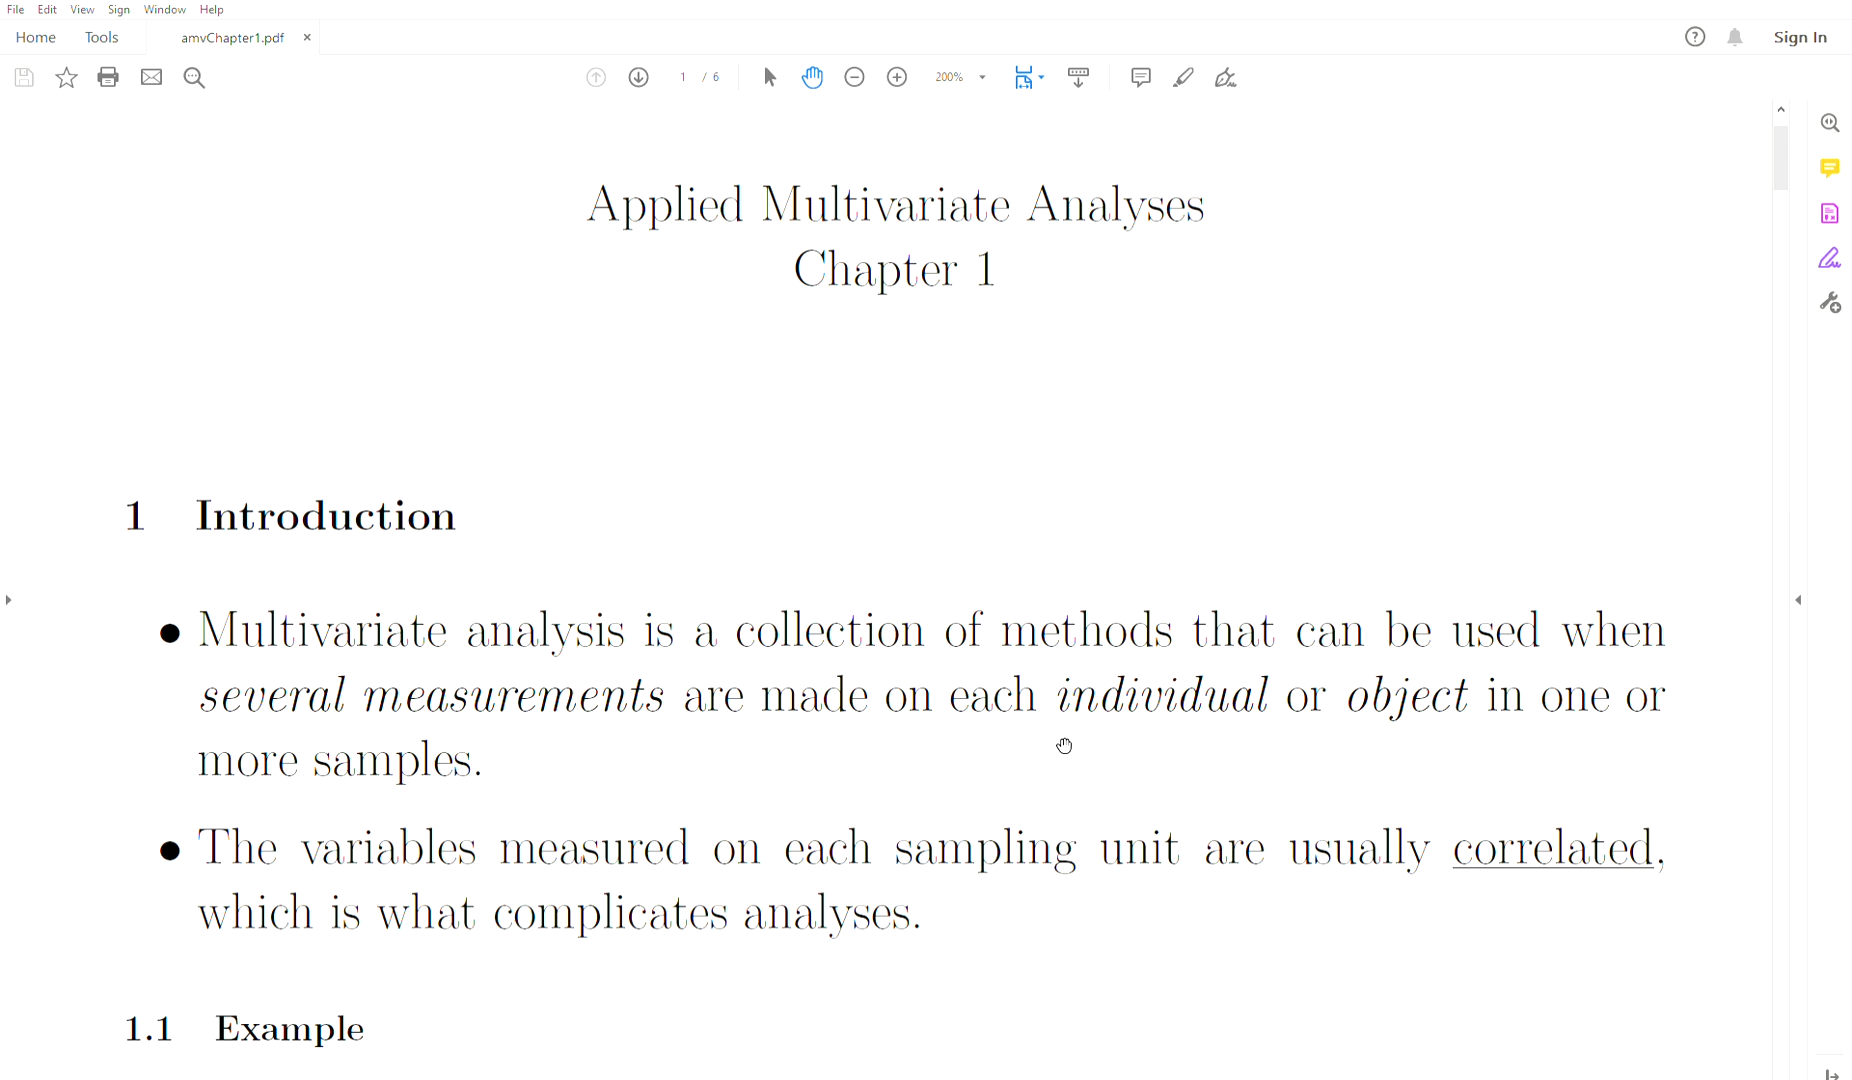 File Edit View Sign Window Help
Home Tools amvChapter1.pdf × Sign In
1 / 6 200%
Applied Multivariate Analyses
Chapter 1
1 Introduction
● Multivariate analysis is a collection of methods that can be used when
several measurements are made on each individual or object in one or
more samples.
● The variables measured on each sampling unit are usually correlated,
which is what complicates analyses.
1.1 Example